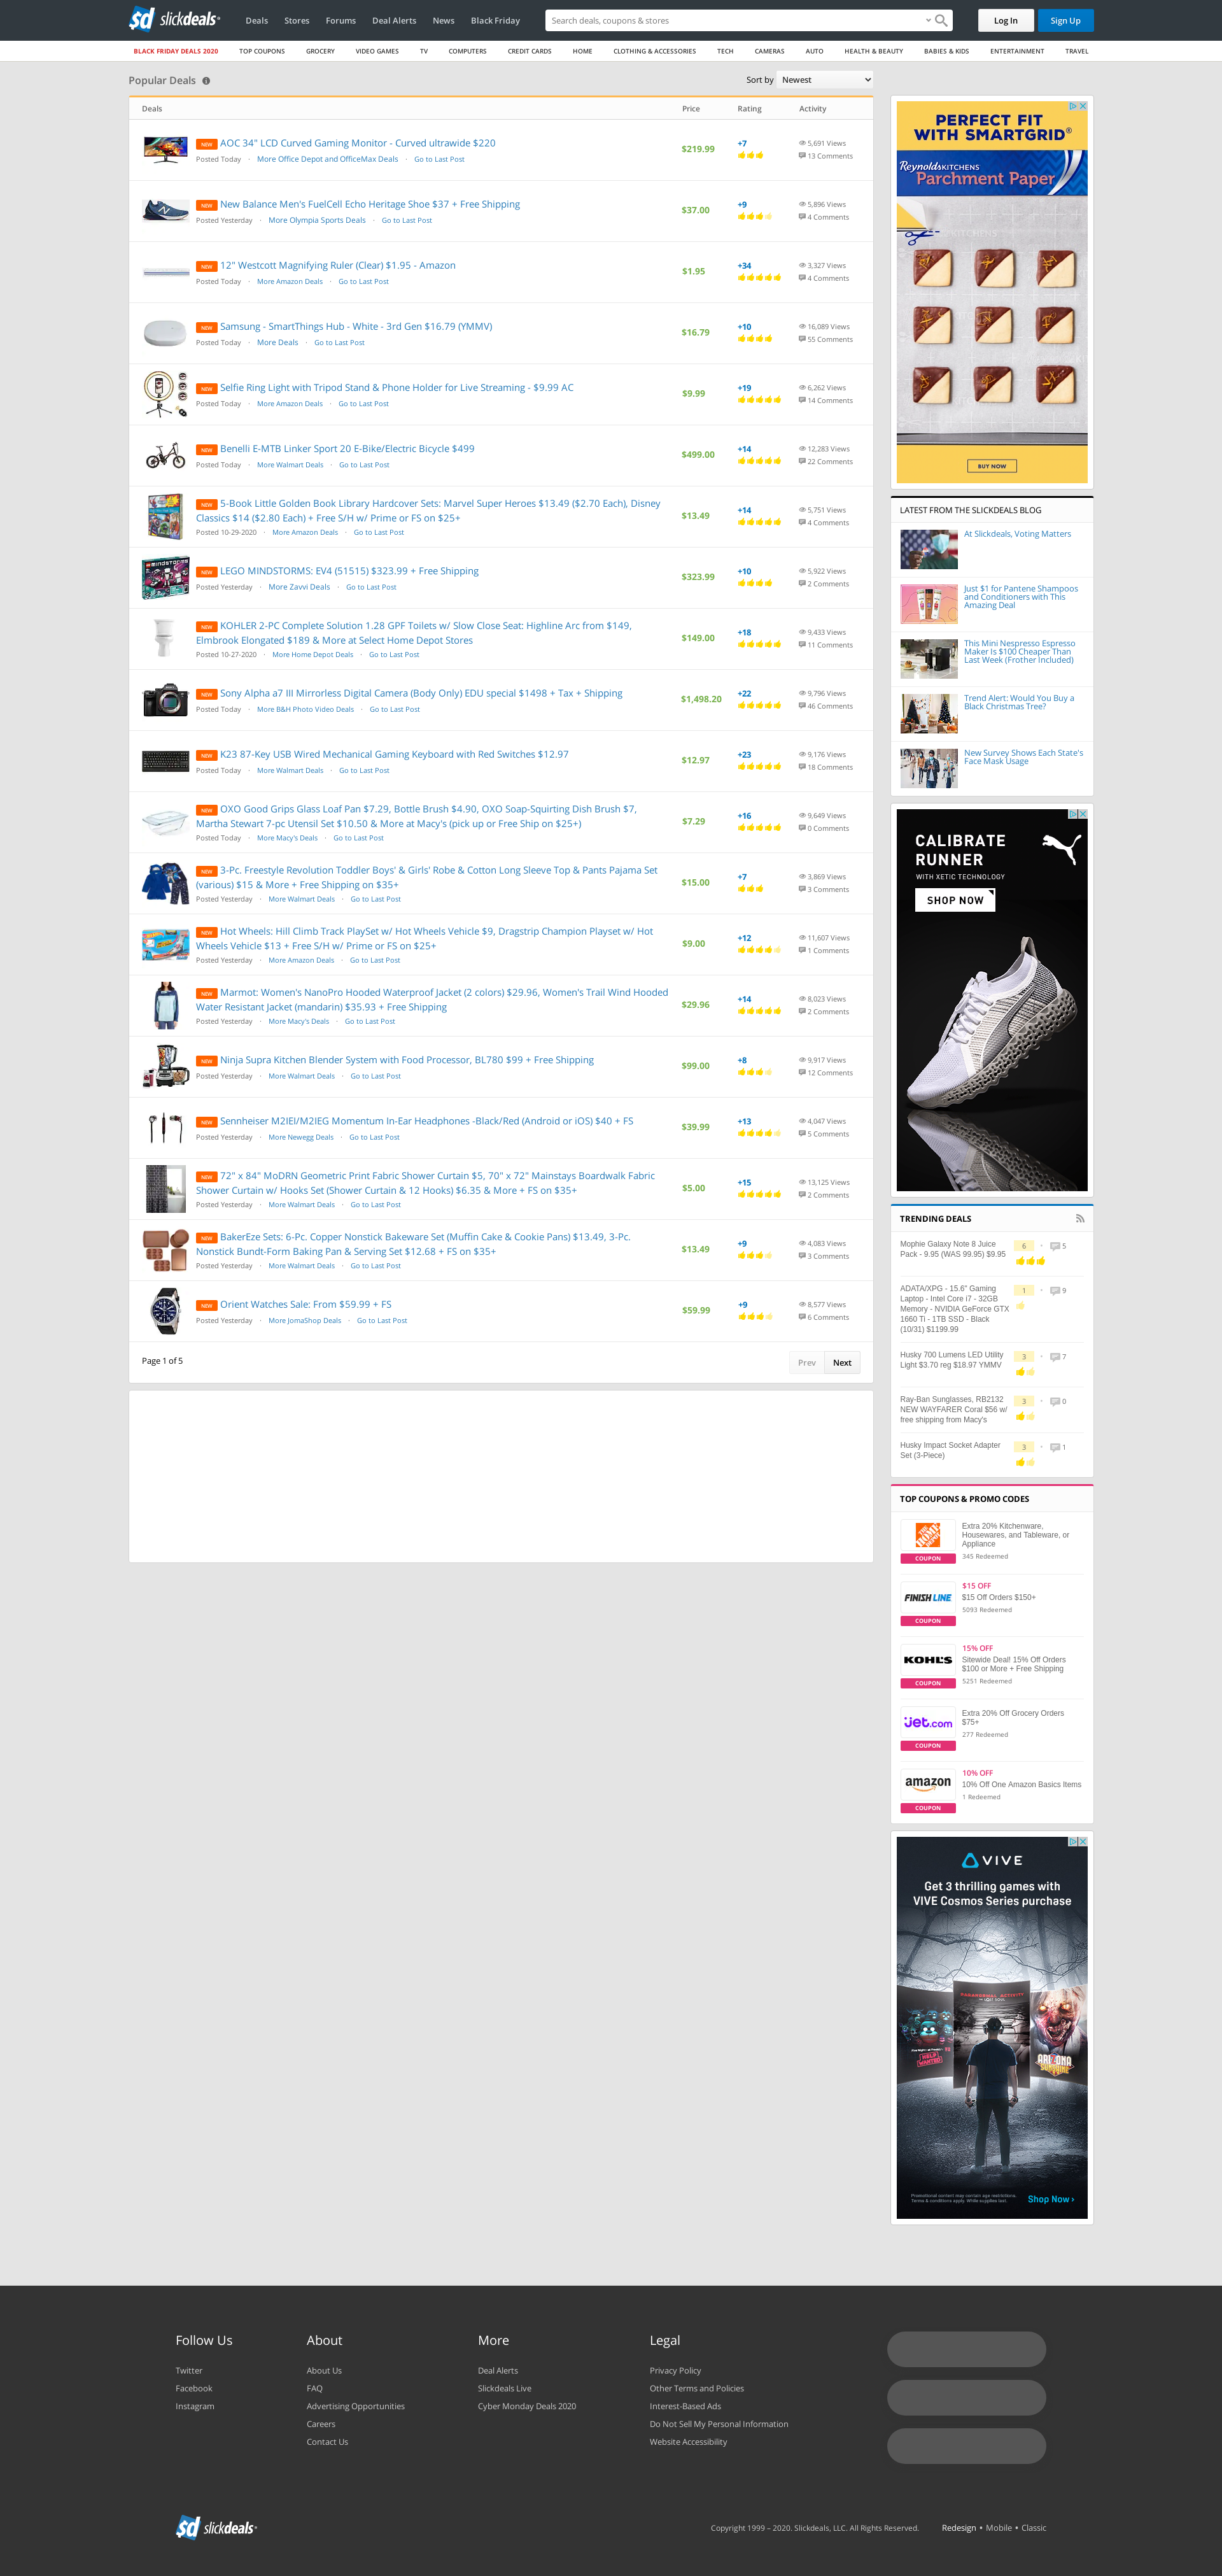 slickdeals
Deals Stores Forums Deal Alerts News Black Friday
Search deals, coupons & stores
Log In Sign Up
BLACK FRIDAY DEALS 2020 TOP COUPONS GROCERY VIDEO GAMES TV COMPUTERS CREDIT CARDS HOME CLOTHING & ACCESSORIES TECH CAMERAS AUTO HEALTH & BEAUTY BABIES & KIDS ENTERTAINMENT TRAVEL
Popular Deals
Sort by Newest
Deals Price Rating Activity
NEW AOC 34" LCD Curved Gaming Monitor - Curved ultrawide $220
Posted Today · More Office Depot and OfficeMax Deals · Go to Last Post
$219.99 +7 5,691 Views
13 Comments
NEW New Balance Men's FuelCell Echo Heritage Shoe $37 + Free Shipping
Posted Yesterday · More Olympia Sports Deals · Go to Last Post
$37.00 +9 5,896 Views
4 Comments
NEW 12" Westcott Magnifying Ruler (Clear) $1.95 - Amazon
Posted Today · More Amazon Deals · Go to Last Post
$1.95 +34 3,327 Views
4 Comments
NEW Samsung - SmartThings Hub - White - 3rd Gen $16.79 (YMMV)
Posted Today · More Deals · Go to Last Post
$16.79 +10 16,089 Views
55 Comments
NEW Selfie Ring Light with Tripod Stand & Phone Holder for Live Streaming - $9.99 AC
Posted Today · More Amazon Deals · Go to Last Post
$9.99 +19 6,262 Views
14 Comments
NEW Benelli E-MTB Linker Sport 20 E-Bike/Electric Bicycle $499
Posted Today · More Walmart Deals · Go to Last Post
$499.00 +14 12,283 Views
22 Comments
NEW 5-Book Little Golden Book Library Hardcover Sets: Marvel Super Heroes $13.49 ($2.70 Each), Disney
Classics $14 ($2.80 Each) + Free S/H w/ Prime or FS on $25+
Posted 10-29-2020 · More Amazon Deals · Go to Last Post
$13.49 +14 5,751 Views
4 Comments
NEW LEGO MINDSTORMS: EV4 (51515) $323.99 + Free Shipping
Posted Yesterday · More Zavvi Deals · Go to Last Post
$323.99 +10 5,922 Views
2 Comments
NEW KOHLER 2-PC Complete Solution 1.28 GPF Toilets w/ Slow Close Seat: Highline Arc from $149,
Elmbrook Elongated $189 & More at Select Home Depot Stores
Posted 10-27-2020 · More Home Depot Deals · Go to Last Post
$149.00 +18 9,433 Views
11 Comments
NEW Sony Alpha a7 III Mirrorless Digital Camera (Body Only) EDU special $1498 + Tax + Shipping
Posted Today · More B&H Photo Video Deals · Go to Last Post
$1,498.20 +22 9,796 Views
46 Comments
NEW K23 87-Key USB Wired Mechanical Gaming Keyboard with Red Switches $12.97
Posted Today · More Walmart Deals · Go to Last Post
$12.97 +23 9,176 Views
18 Comments
NEW OXO Good Grips Glass Loaf Pan $7.29, Bottle Brush $4.90, OXO Soap-Squirting Dish Brush $7,
Martha Stewart 7-pc Utensil Set $10.50 & More at Macy's (pick up or Free Ship on $25+)
Posted Today · More Macy's Deals · Go to Last Post
$7.29 +16 9,649 Views
0 Comments
NEW 3-Pc. Freestyle Revolution Toddler Boys' & Girls' Robe & Cotton Long Sleeve Top & Pants Pajama Set
(various) $15 & More + Free Shipping on $35+
Posted Yesterday · More Walmart Deals · Go to Last Post
$15.00 +7 3,869 Views
3 Comments
NEW Hot Wheels: Hill Climb Track PlaySet w/ Hot Wheels Vehicle $9, Dragstrip Champion Playset w/ Hot
Wheels Vehicle $13 + Free S/H w/ Prime or FS on $25+
Posted Yesterday · More Amazon Deals · Go to Last Post
$9.00 +12 11,607 Views
1 Comments
NEW Marmot: Women's NanoPro Hooded Waterproof Jacket (2 colors) $29.96, Women's Trail Wind Hooded
Water Resistant Jacket (mandarin) $35.93 + Free Shipping
Posted Yesterday · More Macy's Deals · Go to Last Post
$29.96 +14 8,023 Views
2 Comments
NEW Ninja Supra Kitchen Blender System with Food Processor, BL780 $99 + Free Shipping
Posted Yesterday · More Walmart Deals · Go to Last Post
$99.00 +8 9,917 Views
12 Comments
NEW Sennheiser M2IEI/M2IEG Momentum In-Ear Headphones -Black/Red (Android or iOS) $40 + FS
Posted Yesterday · More Newegg Deals · Go to Last Post
$39.99 +13 4,047 Views
5 Comments
NEW 72" x 84" MoDRN Geometric Print Fabric Shower Curtain $5, 70" x 72" Mainstays Boardwalk Fabric
Shower Curtain w/ Hooks Set (Shower Curtain & 12 Hooks) $6.35 & More + FS on $35+
Posted Yesterday · More Walmart Deals · Go to Last Post
$5.00 +15 13,125 Views
2 Comments
NEW BakerEze Sets: 6-Pc. Copper Nonstick Bakeware Set (Muffin Cake & Cookie Pans) $13.49, 3-Pc.
Nonstick Bundt-Form Baking Pan & Serving Set $12.68 + FS on $35+
Posted Yesterday · More Walmart Deals · Go to Last Post
$13.49 +9 4,083 Views
3 Comments
NEW Orient Watches Sale: From $59.99 + FS
Posted Yesterday · More JomaShop Deals · Go to Last Post
$59.99 +9 8,577 Views
6 Comments
Page 1 of 5 Prev Next
PERFECT FIT
WITH SMARTGRID®
Reynolds KITCHENS
Parchment Paper
BUY NOW
LATEST FROM THE SLICKDEALS BLOG
At Slickdeals, Voting Matters
Just $1 for Pantene Shampoos
and Conditioners with This
Amazing Deal
This Mini Nespresso Espresso
Maker Is $100 Cheaper Than
Last Week (Frother Included)
Trend Alert: Would You Buy a
Black Christmas Tree?
New Survey Shows Each State's
Face Mask Usage
CALIBRATE
RUNNER
WITH XETIC TECHNOLOGY
SHOP NOW
TRENDING DEALS
Mophie Galaxy Note 8 Juice
Pack - 9.95 (WAS 99.95) $9.95
6 · 5
ADATA/XPG - 15.6" Gaming
Laptop - Intel Core i7 - 32GB
Memory - NVIDIA GeForce GTX
1660 Ti - 1TB SSD - Black
(10/31) $1199.99
1 · 9
Husky 700 Lumens LED Utility
Light $3.70 reg $18.97 YMMV
3 · 7
Ray-Ban Sunglasses, RB2132
NEW WAYFARER Coral $56 w/
free shipping from Macy's
3 · 0
Husky Impact Socket Adapter
Set (3-Piece)
3 · 1
TOP COUPONS & PROMO CODES
Extra 20% Kitchenware,
Housewares, and Tableware, or
Appliance
345 Redeemed
COUPON
FINISH LINE
$15 OFF
$15 Off Orders $150+
5093 Redeemed
COUPON
KOHL'S
15% OFF
Sitewide Deal! 15% Off Orders
$100 or More + Free Shipping
5251 Redeemed
COUPON
jet.com
Extra 20% Off Grocery Orders
$75+
277 Redeemed
COUPON
amazon
10% OFF
10% Off One Amazon Basics Items
1 Redeemed
COUPON
VIVE
Get 3 thrilling games with
VIVE Cosmos Series purchase
PARANORMAL ACTIVITY
HELP WANTED
ARIZONA SUNSHINE
Promotional content may contain age restrictions.
Terms & conditions apply. While supplies last.
Shop Now ›
Follow Us
Twitter
Facebook
Instagram
About
About Us
FAQ
Advertising Opportunities
Careers
Contact Us
More
Deal Alerts
Slickdeals Live
Cyber Monday Deals 2020
Legal
Privacy Policy
Other Terms and Policies
Interest-Based Ads
Do Not Sell My Personal Information
Website Accessibility
slickdeals
Copyright 1999 – 2020. Slickdeals, LLC. All Rights Reserved. Redesign • Mobile • Classic